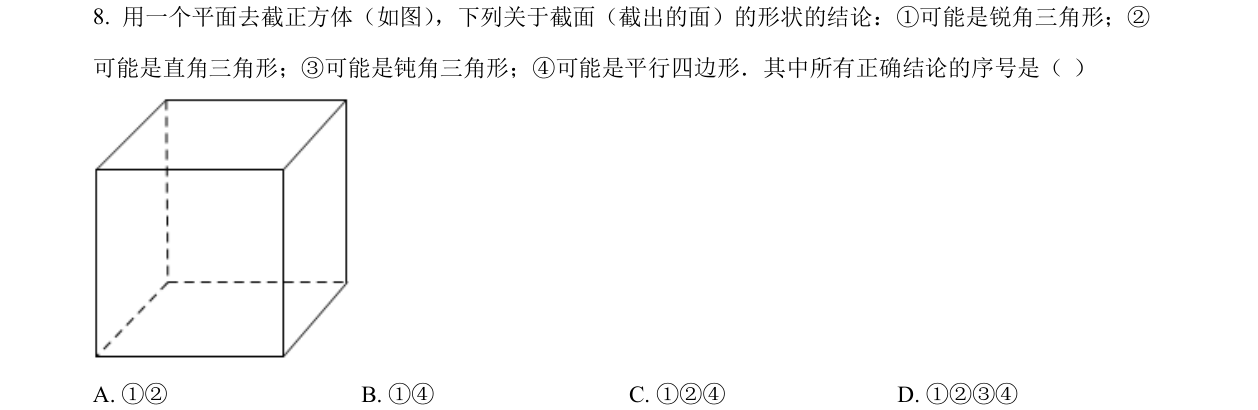 8. 用一个平面去截正方体（如图），下列关于截面（截出的面）的形状的结论：①可能是锐角三角形；②
可能是直角三角形；③可能是钝角三角形；④可能是平行四边形．其中所有正确结论的序号是（ ）
A. ①② B. ①④ C. ①②④ D. ①②③④